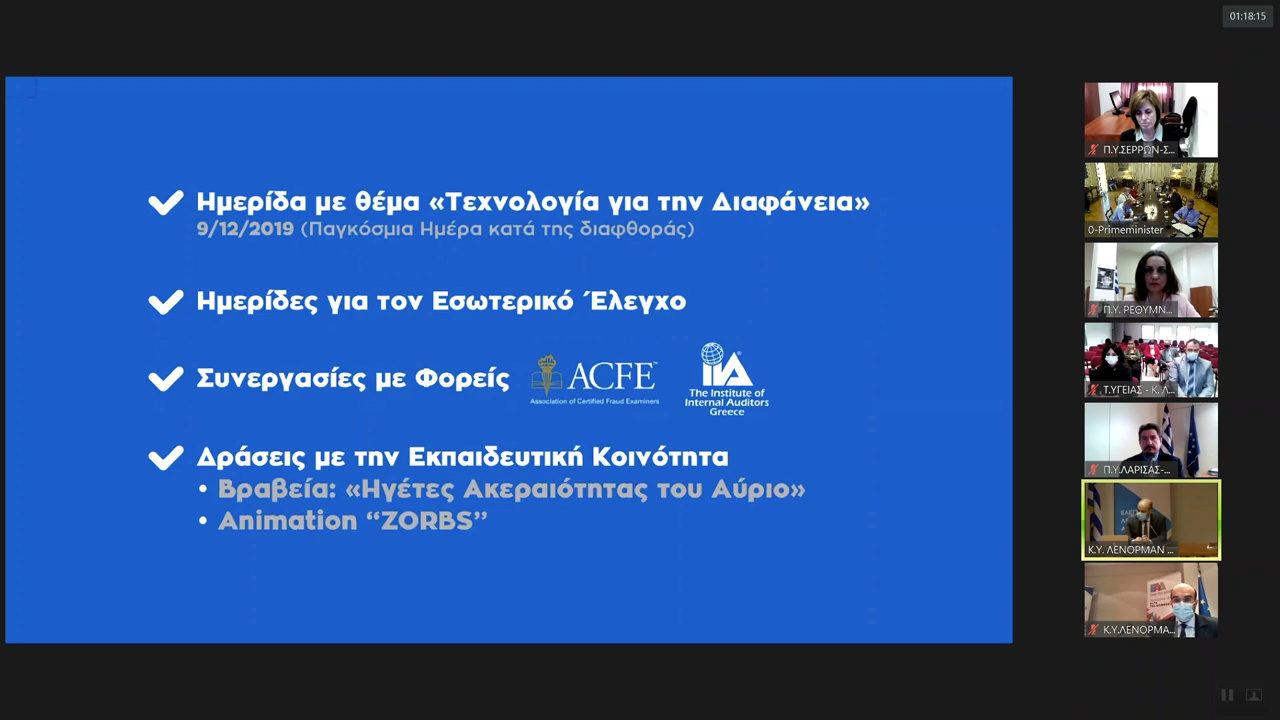 01:18:15
Ημερίδα με θέμα «Τεχνολογία για την Διαφάνεια»
9/12/2019 (Παγκόσμια Ημέρα κατά της διαφθοράς)
Ημερίδες για τον Εσωτερικό Έλεγχο
Συνεργασίες με Φορείς
ACFE™
Association of Certified Fraud Examiners
IIA®
The Institute of
Internal Auditors
Greece
Δράσεις με την Εκπαιδευτική Κοινότητα
• Βραβεία: «Ηγέτες Ακεραιότητας του Αύριο»
• Animation “ZORBS”
Π.Υ.ΣΕΡΡΩΝ-Σ...
0-Primeminister
Π.Υ. ΡΕΘΥΜΝ...
Τ.ΥΓΕΙΑΣ - Κ. Λ...
Π.Υ.ΛΑΡΙΣΑΣ-...
Κ.Υ. ΛΕΝΟΡΜΑΝ ...
Κ.Υ.ΛΕΝΟΡΜΑ...